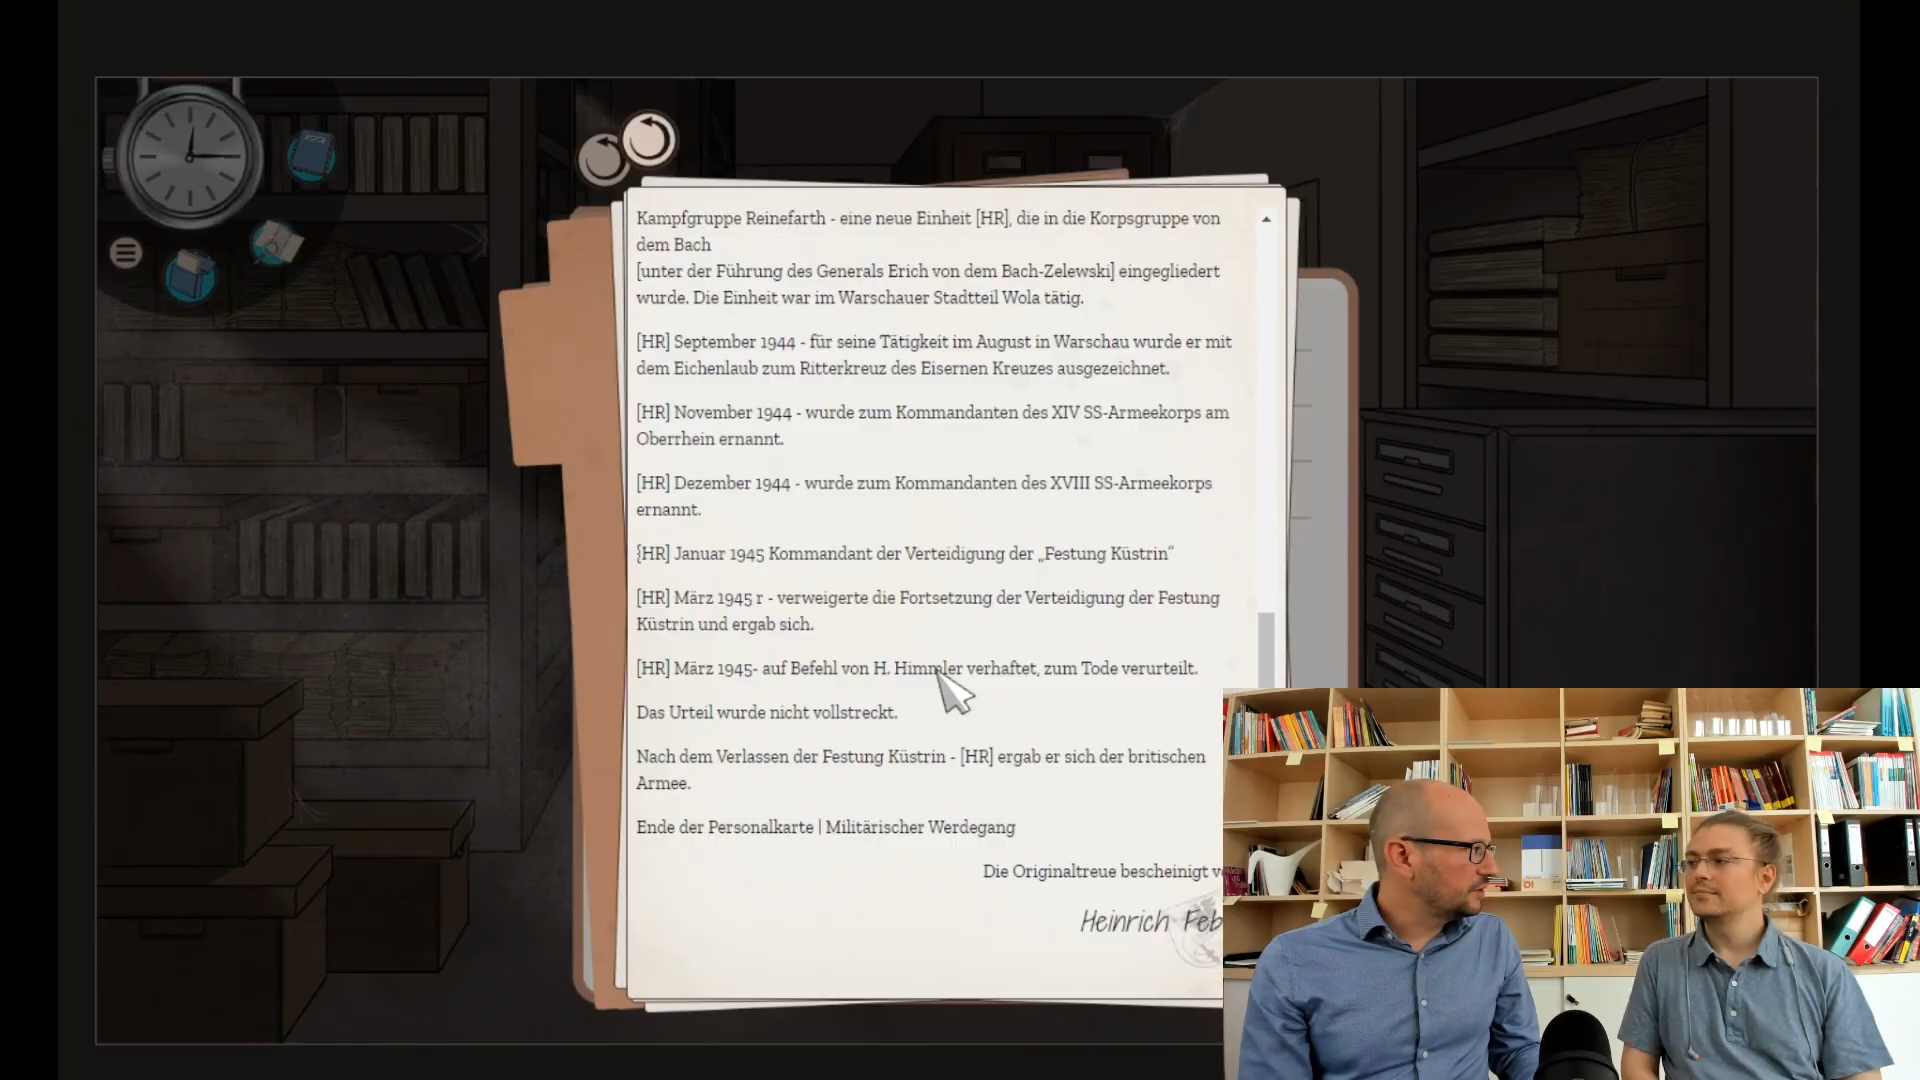 Kampfgruppe Reinefarth - eine neue Einheit [HR], die in die Korpsgruppe von
dem Bach
[unter der Führung des Generals Erich von dem Bach-Zelewski] eingegliedert
wurde. Die Einheit war im Warschauer Stadtteil Wola tätig.
[HR] September 1944 - für seine Tätigkeit im August in Warschau wurde er mit
dem Eichenlaub zum Ritterkreuz des Eisernen Kreuzes ausgezeichnet.
[HR] November 1944 - wurde zum Kommandanten des XIV SS-Armeekorps am
Oberrhein ernannt.
[HR] Dezember 1944 - wurde zum Kommandanten des XVIII SS-Armeekorps
ernannt.
{HR] Januar 1945 Kommandant der Verteidigung der „Festung Küstrin“
[HR] März 1945 r - verweigerte die Fortsetzung der Verteidigung der Festung
Küstrin und ergab sich.
[HR] März 1945- auf Befehl von H. Himmler verhaftet, zum Tode verurteilt.
Das Urteil wurde nicht vollstreckt.
Nach dem Verlassen der Festung Küstrin - [HR] ergab er sich der britischen
Armee.
Ende der Personalkarte | Militärischer Werdegang
Die Originaltreue bescheinigt
Heinrich Feb